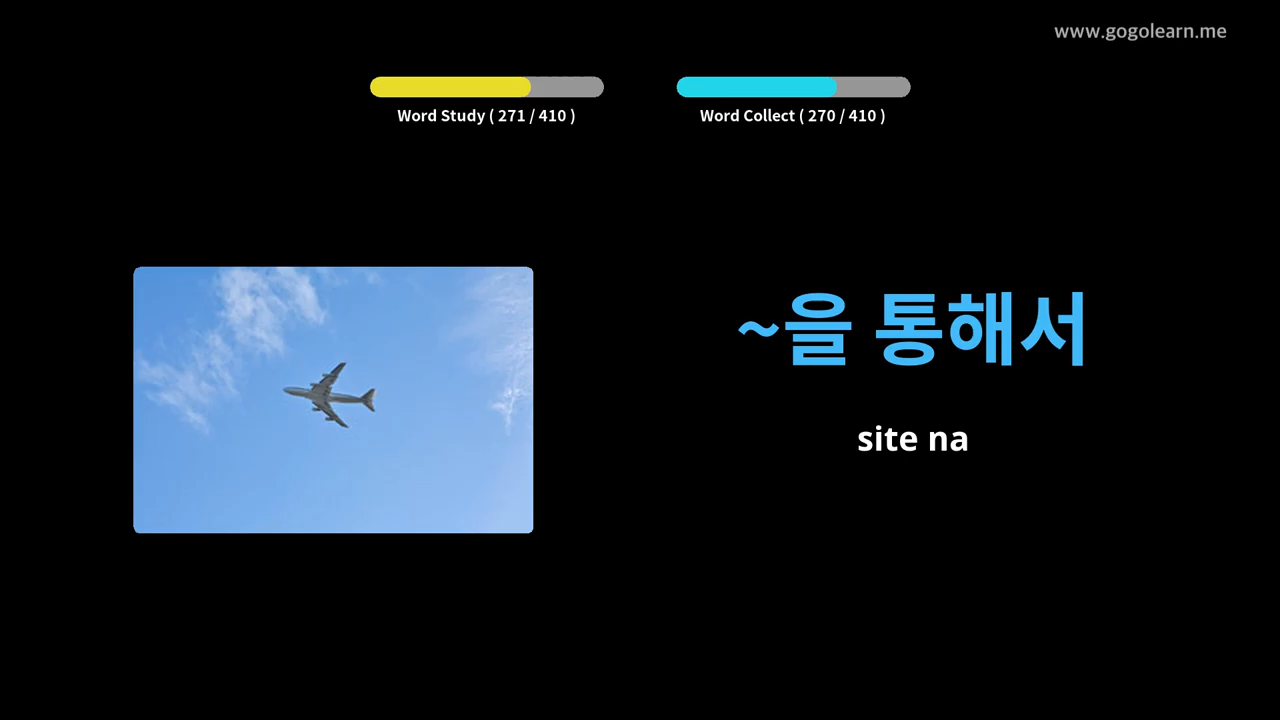 www.gogolearn.me
Word Study ( 271 / 410 )
Word Collect ( 270 / 410 )
~을 통해서
site na